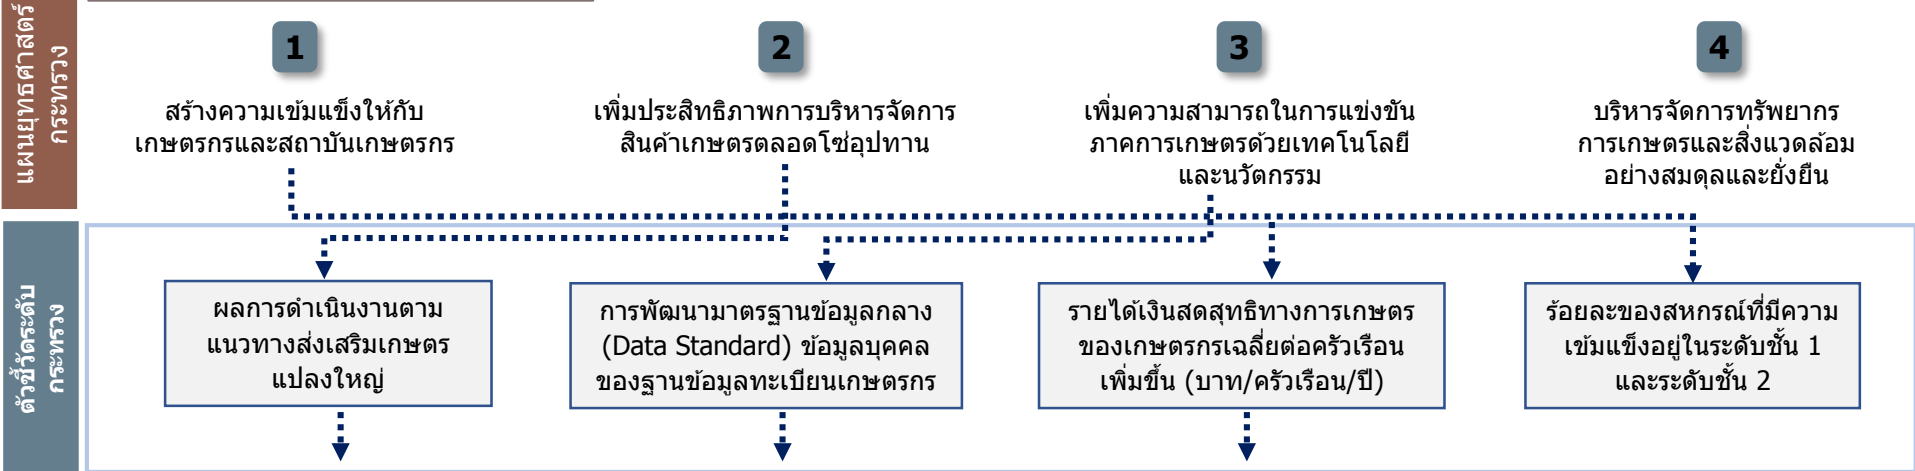 แผนยุทธศาสตร์
กระทรวง
1
สร้างความเข้มแข็งให้กับ
เกษตรกรและสถาบันเกษตรกร
2
เพิ่มประสิทธิภาพการบริหารจัดการ
สินค้าเกษตรตลอดโซ่อุปทาน
3
เพิ่มความสามารถในการแข่งขัน
ภาคการเกษตรด้วยเทคโนโลยี
และนวัตกรรม
4
บริหารจัดการทรัพยากร
การเกษตรและสิ่งแวดล้อม
อย่างสมดุลและยั่งยืน
ตัวชี้วัดระดับ
กระทรวง
ผลการดำเนินงานตาม
แนวทางส่งเสริมเกษตร
แปลงใหญ่
การพัฒนามาตรฐานข้อมูลกลาง
(Data Standard) ข้อมูลบุคคล
ของฐานข้อมูลทะเบียนเกษตรกร
รายได้เงินสดสุทธิทางการเกษตร
ของเกษตรกรเฉลี่ยต่อครัวเรือน
เพิ่มขึ้น (บาท/ครัวเรือน/ปี)
ร้อยละของสหกรณ์ที่มีความ
เข้มแข็งอยู่ในระดับชั้น 1
และระดับชั้น 2